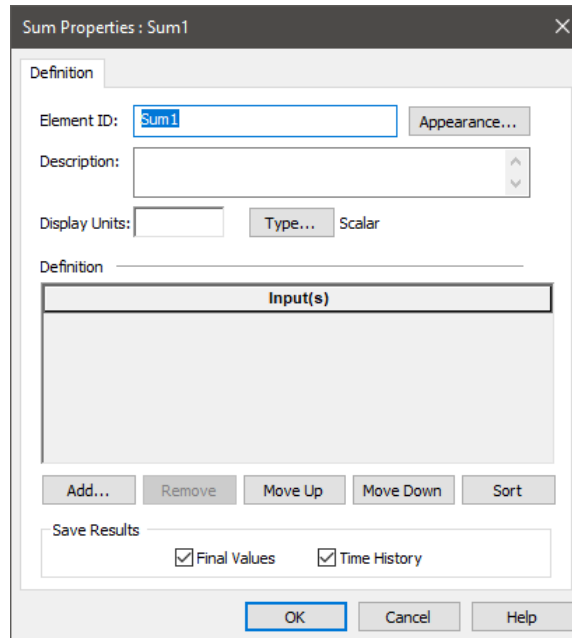 Sum Properties : Sum1
Definition
Element ID: Sum1 Appearance...
Description:
Display Units: Type... Scalar
Definition
Input(s)
Add... Remove Move Up Move Down Sort
Save Results
Final Values Time History
OK Cancel Help